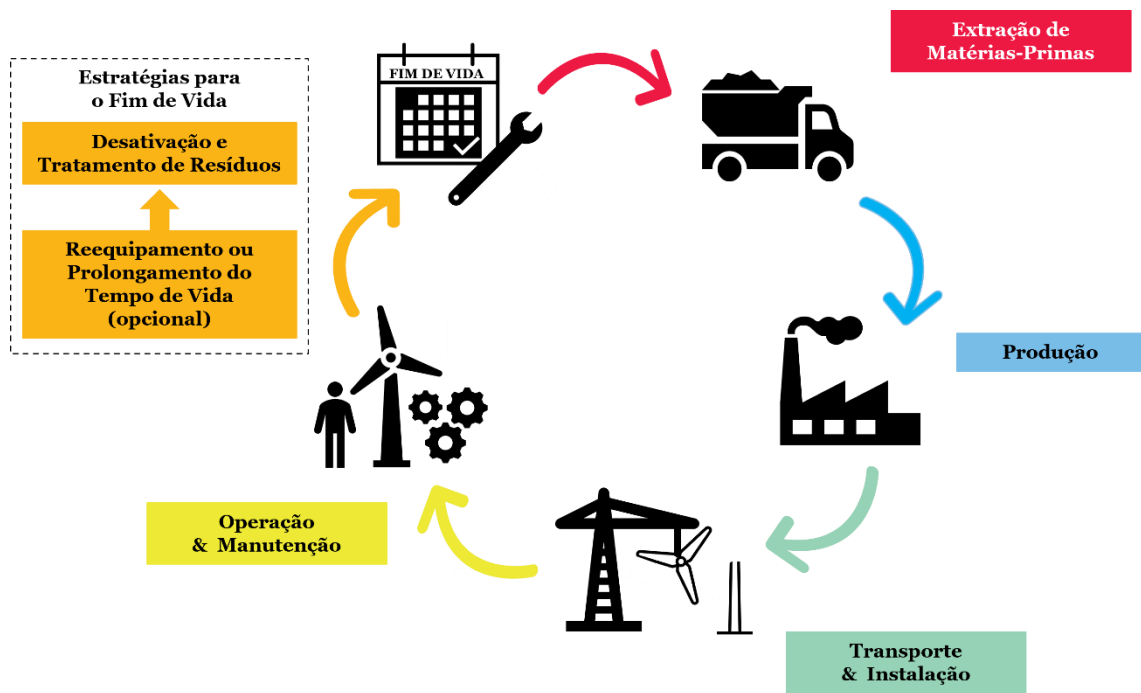 Extração de
Matérias-Primas
Estratégias para
o Fim de Vida
FIM DE VIDA
Desativação e
Tratamento de Resíduos
Reequipamento ou
Prolongamento do
Tempo de Vida
(opcional)
Produção
Operação
& Manutenção
Transporte
& Instalação